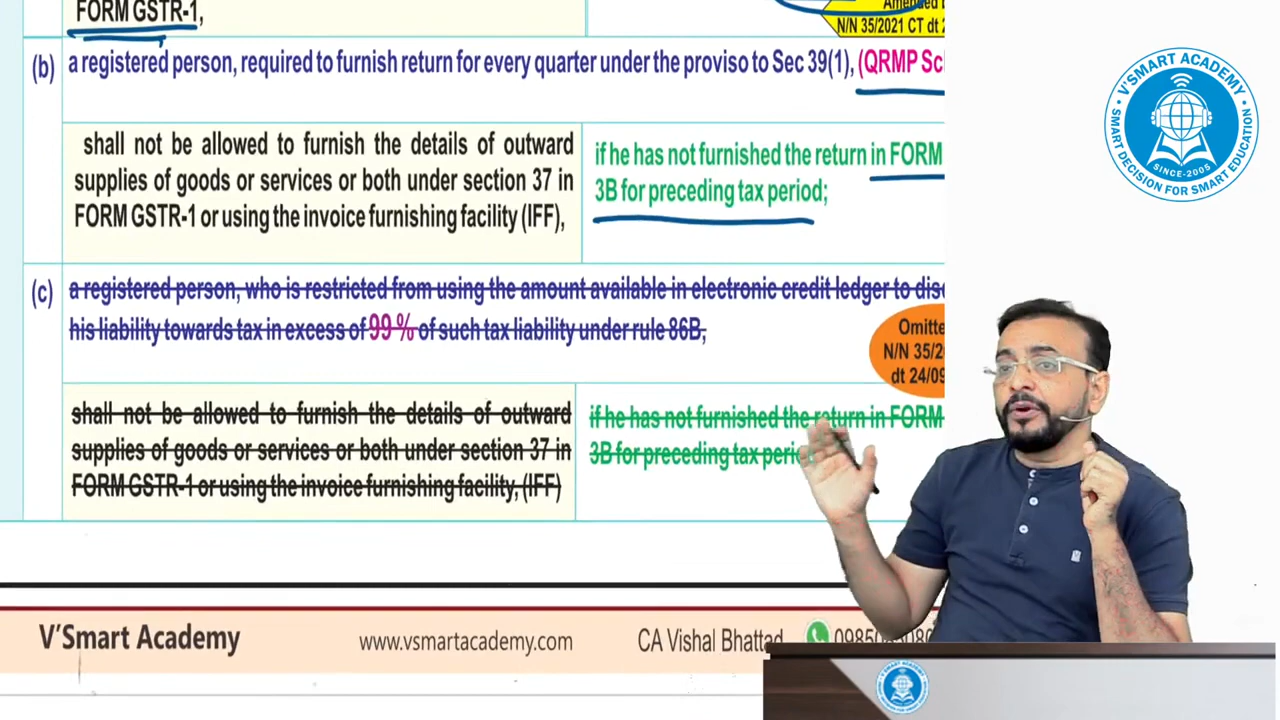 FORM GSTR-1,
Amended b
N/N 35/2021 CT dt 2
(b) a registered person, required to furnish return for every quarter under the proviso to Sec 39(1), (QRMP Sc
shall not be allowed to furnish the details of outward
supplies of goods or services or both under section 37 in
FORM GSTR-1 or using the invoice furnishing facility (IFF),
if he has not furnished the return in FORM
3B for preceding tax period;
(c) a registered person, who is restricted from using the amount available in electronic credit ledger to disc
his liability towards tax in excess of 99 % of such tax liability under rule 86B,
Omitte
N/N 35/2
dt 24/09
shall not be allowed to furnish the details of outward
supplies of goods or services or both under section 37 in
FORM GSTR-1 or using the invoice furnishing facility, (IFF)
if he has not furnished the return in FORM
3B for preceding tax perio
V'Smart Academy
www.vsmartacademy.com
CA Vishal Bhattad
V'SMART ACADEMY
SMART DECISION FOR SMART EDUCATION
SINCE-2005